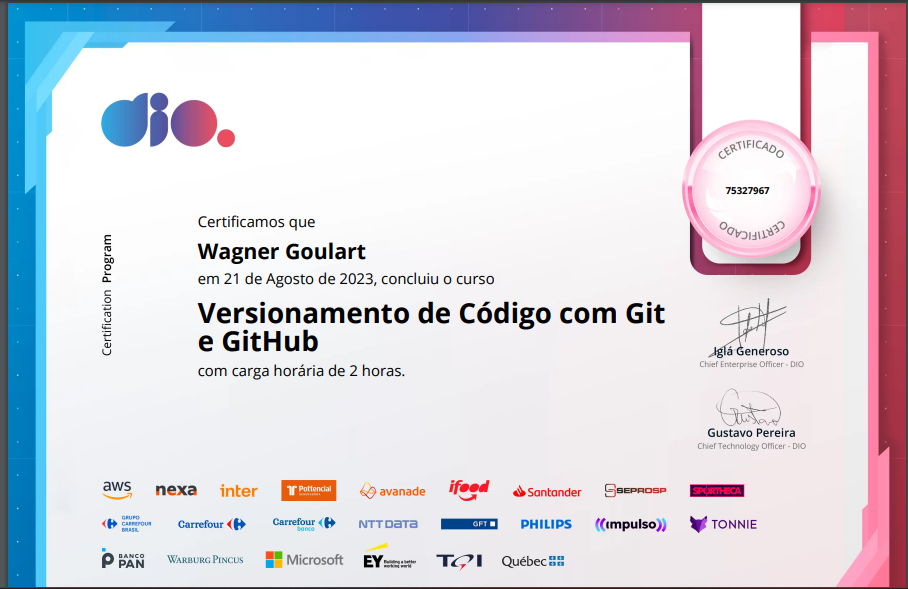 dio.
CERTIFICADO
75327967
CERTIFICADO
Certification Program
Certificamos que
Wagner Goulart
em 21 de Agosto de 2023, concluiu o curso
Versionamento de Código com Git
e GitHub
com carga horária de 2 horas.
Iglá Generoso
Chief Enterprise Officer - DIO
Gustavo Pereira
Chief Technology Officer - DIO
aws nexa inter Pottencial avanade ifood Santander SEPROSP SPORTHECA
GRUPO CARREFOUR BRASIL Carrefour Carrefour banco NTT DATA GFT PHILIPS impulso TONNIE
BANCO PAN WARBURG PINCUS Microsoft EY Building a better working world TQI Québec